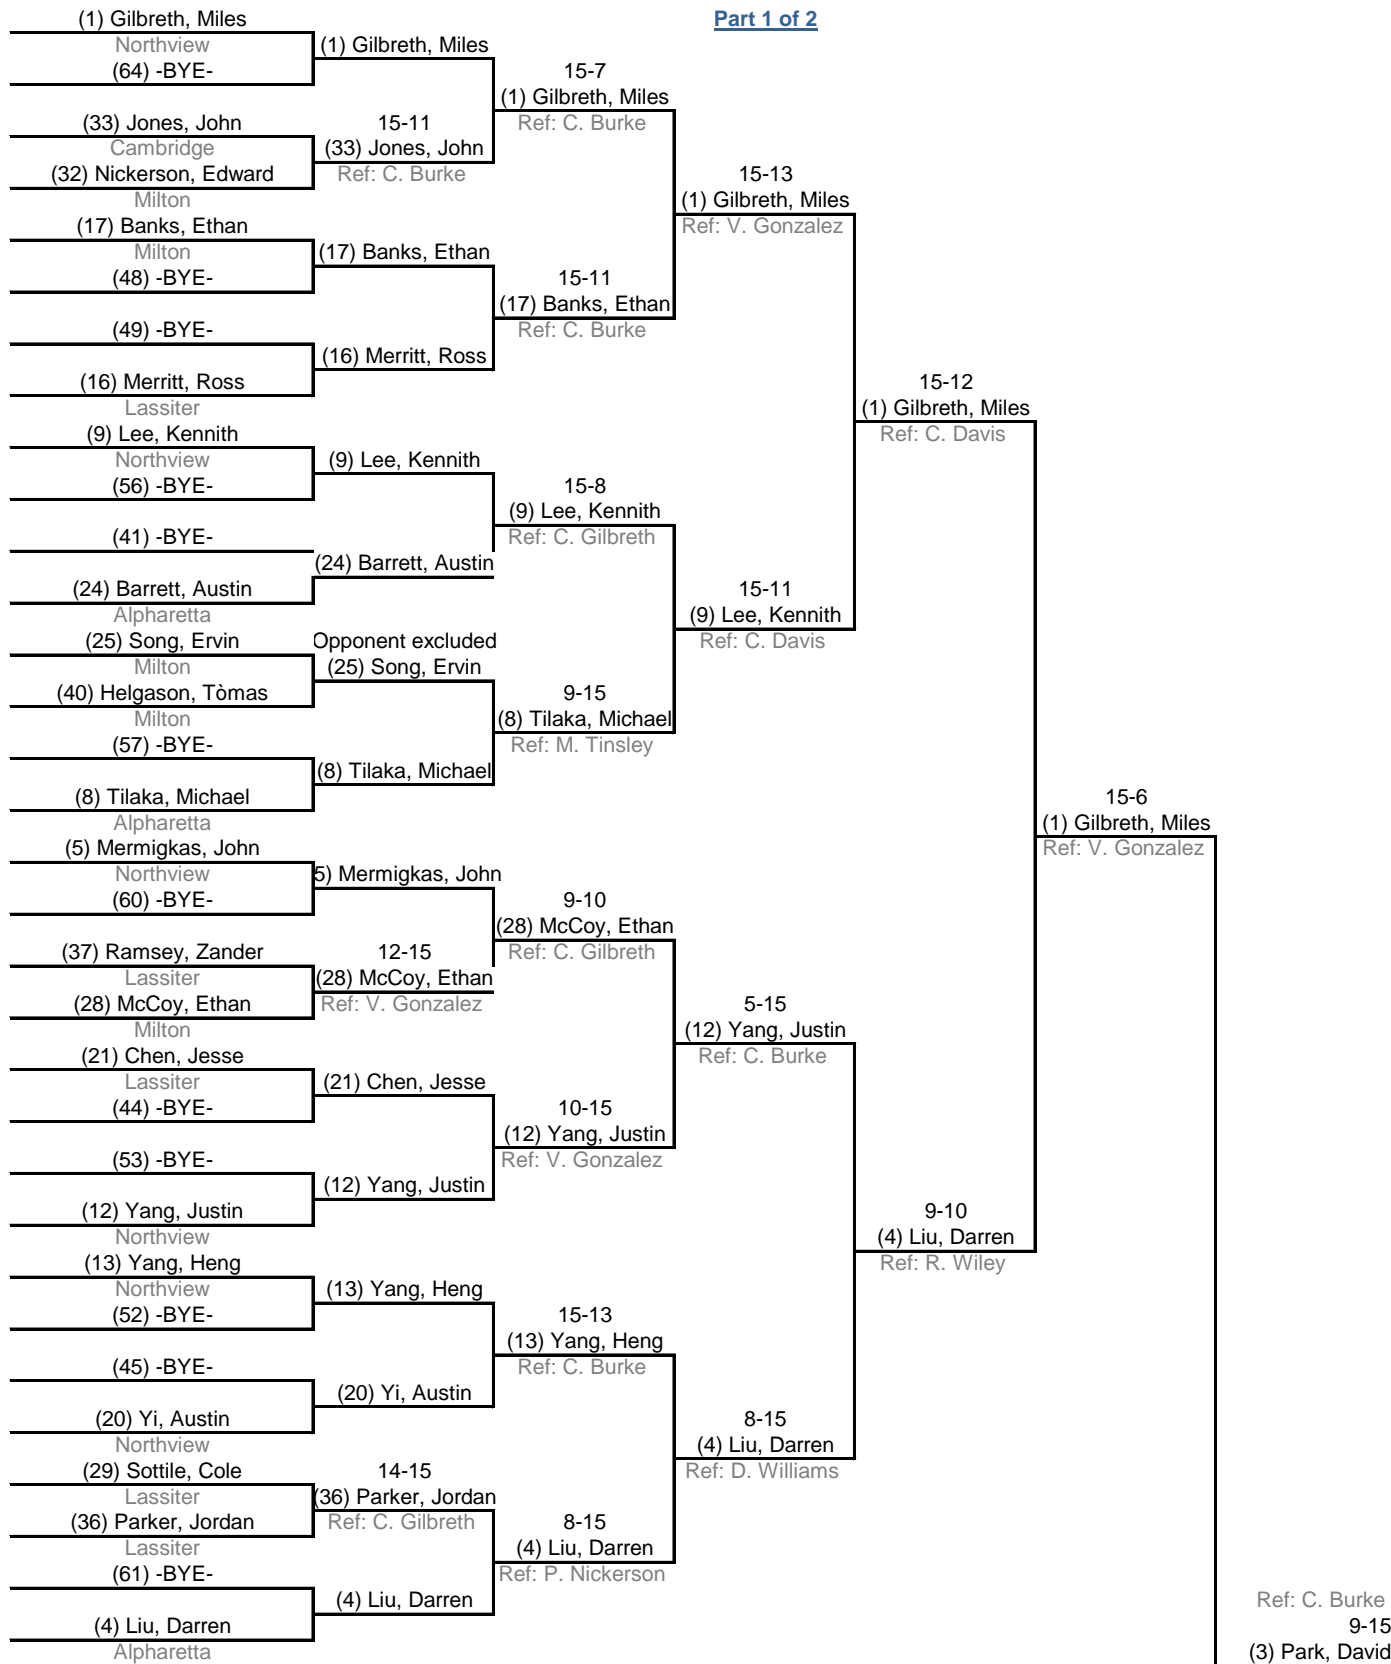 Part 1 of 2
(1) Gilbreth, Miles
Northview
(64) -BYE-
(33) Jones, John
Cambridge
(32) Nickerson, Edward
Milton
(17) Banks, Ethan
Milton
(48) -BYE-
(49) -BYE-
(16) Merritt, Ross
Lassiter
(9) Lee, Kennith
Northview
(56) -BYE-
(41) -BYE-
(24) Barrett, Austin
Alpharetta
(25) Song, Ervin
Milton
(40) Helgason, Tòmas
Milton
(57) -BYE-
(8) Tilaka, Michael
Alpharetta
(5) Mermigkas, John
Northview
(60) -BYE-
(37) Ramsey, Zander
Lassiter
(28) McCoy, Ethan
Milton
(21) Chen, Jesse
Lassiter
(44) -BYE-
(53) -BYE-
(12) Yang, Justin
Northview
(13) Yang, Heng
Northview
(52) -BYE-
(45) -BYE-
(20) Yi, Austin
Northview
(29) Sottile, Cole
Lassiter
(36) Parker, Jordan
Lassiter
(61) -BYE-
(4) Liu, Darren
Alpharetta
(1) Gilbreth, Miles
15-11
(33) Jones, John
Ref: C. Burke
(17) Banks, Ethan
(16) Merritt, Ross
(9) Lee, Kennith
(24) Barrett, Austin
Opponent excluded
(25) Song, Ervin
(8) Tilaka, Michael
5) Mermigkas, John
12-15
(28) McCoy, Ethan
Ref: V. Gonzalez
(21) Chen, Jesse
(12) Yang, Justin
(13) Yang, Heng
(20) Yi, Austin
14-15
(36) Parker, Jordan
Ref: C. Gilbreth
(4) Liu, Darren
15-7
(1) Gilbreth, Miles
Ref: C. Burke
15-11
(17) Banks, Ethan
Ref: C. Burke
15-8
(9) Lee, Kennith
Ref: C. Gilbreth
9-15
(8) Tilaka, Michael
Ref: M. Tinsley
9-10
(28) McCoy, Ethan
Ref: C. Gilbreth
10-15
(12) Yang, Justin
Ref: V. Gonzalez
15-13
(13) Yang, Heng
Ref: C. Burke
8-15
(4) Liu, Darren
Ref: P. Nickerson
15-13
(1) Gilbreth, Miles
Ref: V. Gonzalez
15-11
(9) Lee, Kennith
Ref: C. Davis
5-15
(12) Yang, Justin
Ref: C. Burke
8-15
(4) Liu, Darren
Ref: D. Williams
15-12
(1) Gilbreth, Miles
Ref: C. Davis
9-10
(4) Liu, Darren
Ref: R. Wiley
15-6
(1) Gilbreth, Miles
Ref: V. Gonzalez
Ref: C. Burke
9-15
(3) Park, David